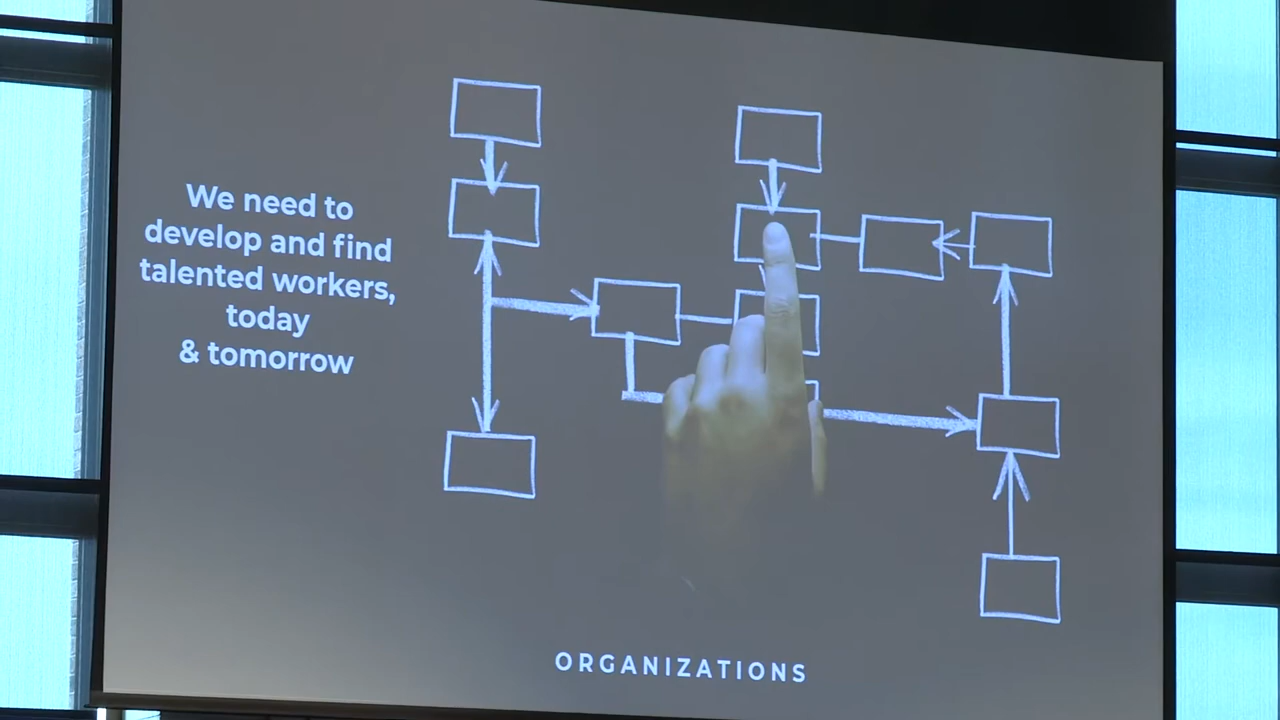 We need to
develop and find
talented workers,
today
& tomorrow
ORGANIZATIONS